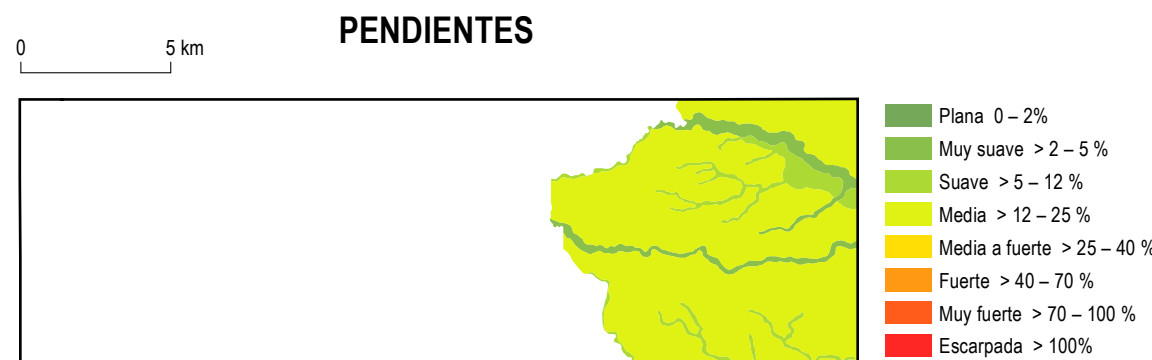 PENDIENTES
0 5 km
Plana 0 – 2%
Muy suave > 2 – 5 %
Suave > 5 – 12 %
Media > 12 – 25 %
Media a fuerte > 25 – 40 %
Fuerte > 40 – 70 %
Muy fuerte > 70 – 100 %
Escarpada > 100%